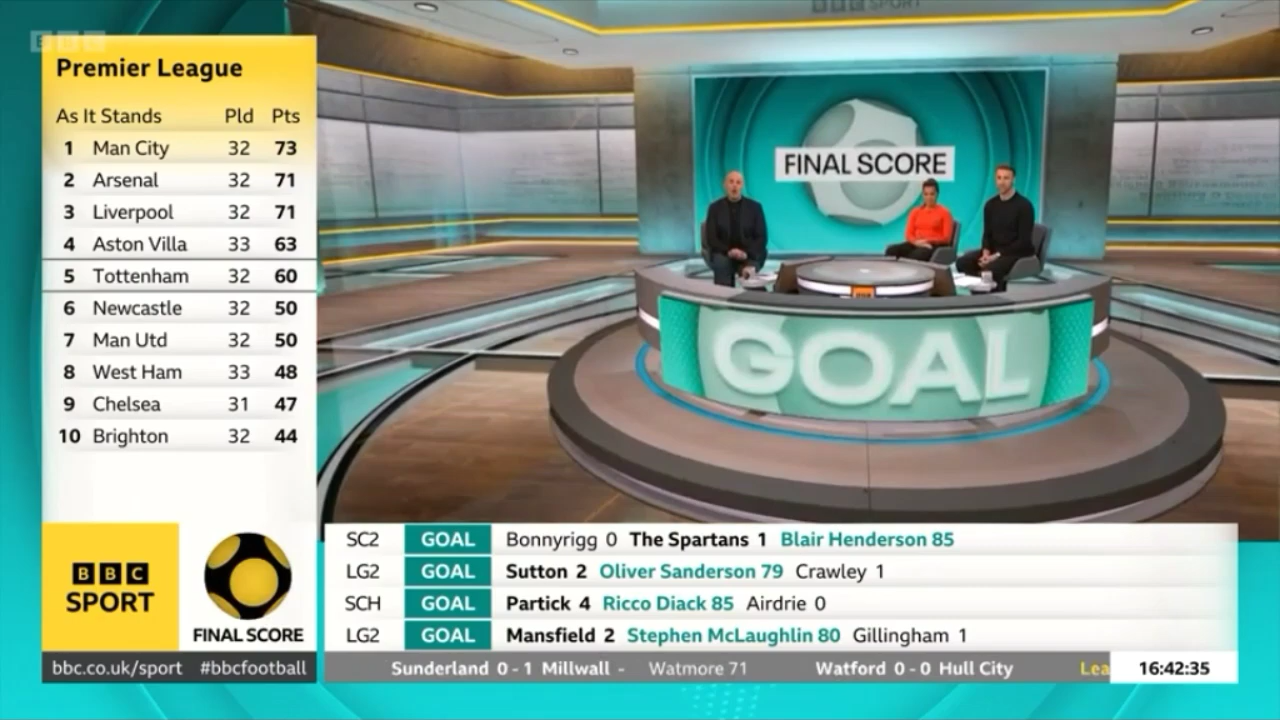 BBC
BBC SPORT
Premier League
As It Stands Pld Pts
1 Man City 32 73
2 Arsenal 32 71
3 Liverpool 32 71
4 Aston Villa 33 63
5 Tottenham 32 60
6 Newcastle 32 50
7 Man Utd 32 50
8 West Ham 33 48
9 Chelsea 31 47
10 Brighton 32 44
FINAL SCORE
GOAL
BBC
SPORT
FINAL SCORE
bbc.co.uk/sport #bbcfootball
SC2 GOAL Bonnyrigg 0 The Spartans 1 Blair Henderson 85
LG2 GOAL Sutton 2 Oliver Sanderson 79 Crawley 1
SCH GOAL Partick 4 Ricco Diack 85 Airdrie 0
LG2 GOAL Mansfield 2 Stephen McLaughlin 80 Gillingham 1
Sunderland 0 - 1 Millwall - Watmore 71 Watford 0 - 0 Hull City Lea 16:42:35